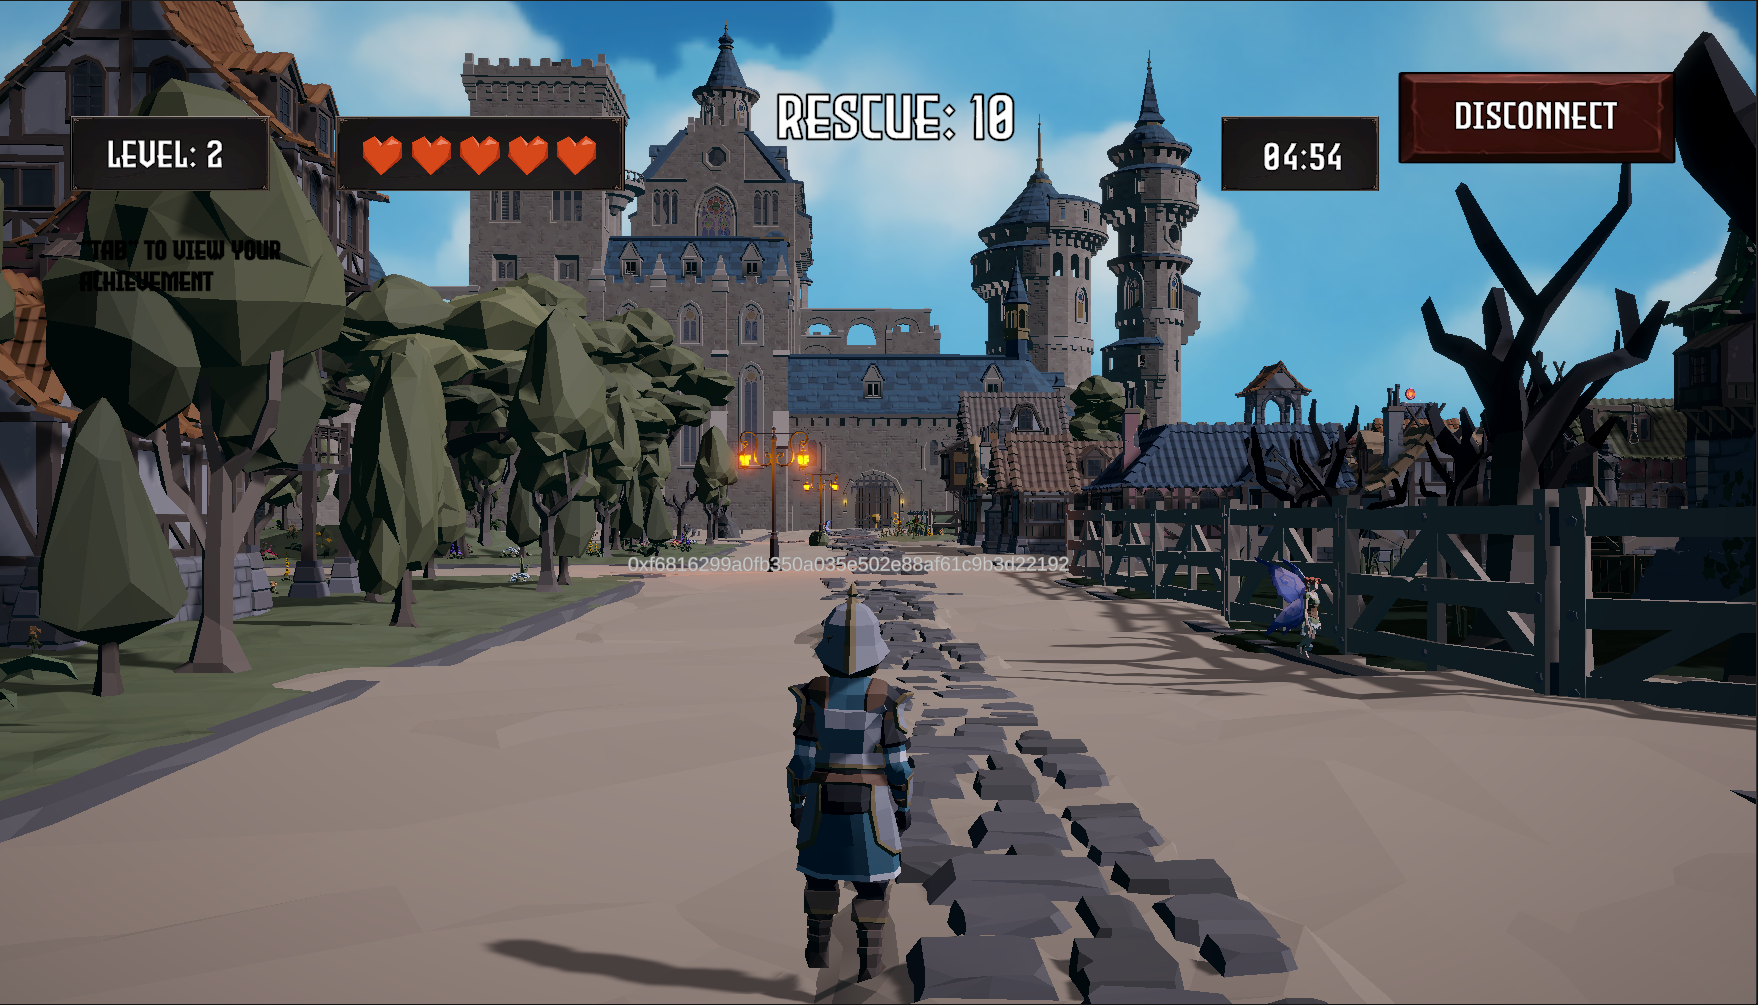 RESCUE: 10
DISCONNECT
LEVEL: 2
04:54
"TAB" TO VIEW YOUR
ACHIEVEMENT
0xf6816299a0fb350a035e502e88af61c9b3d22192